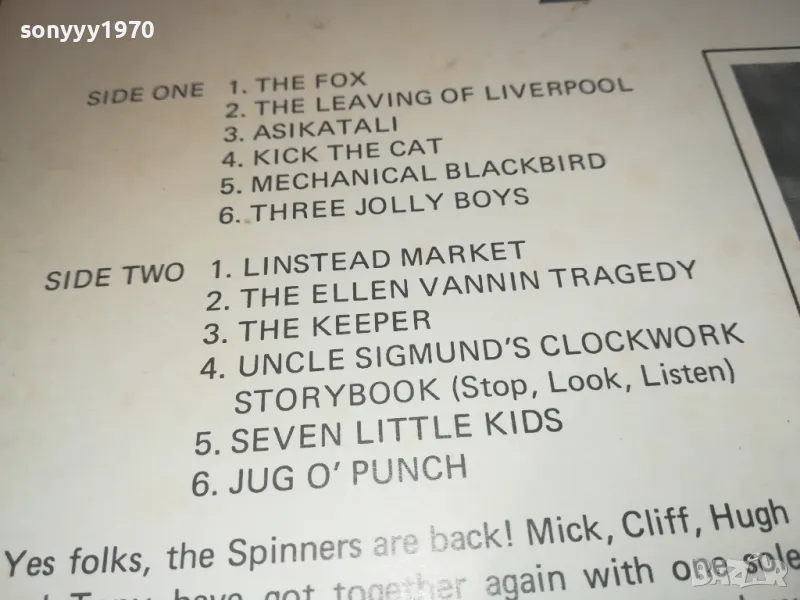 sonyyy1970
SIDE ONE 1. THE FOX
2. THE LEAVING OF LIVERPOOL
3. ASIKATALI
4. KICK THE CAT
5. MECHANICAL BLACKBIRD
6. THREE JOLLY BOYS
SIDE TWO 1. LINSTEAD MARKET
2. THE ELLEN VANNIN TRAGEDY
3. THE KEEPER
4. UNCLE SIGMUND'S CLOCKWORK
STORYBOOK (Stop, Look, Listen)
5. SEVEN LITTLE KIDS
6. JUG O' PUNCH
Yes folks, the Spinners are back! Mick, Cliff, Hugh
Tony have got together again with one sole